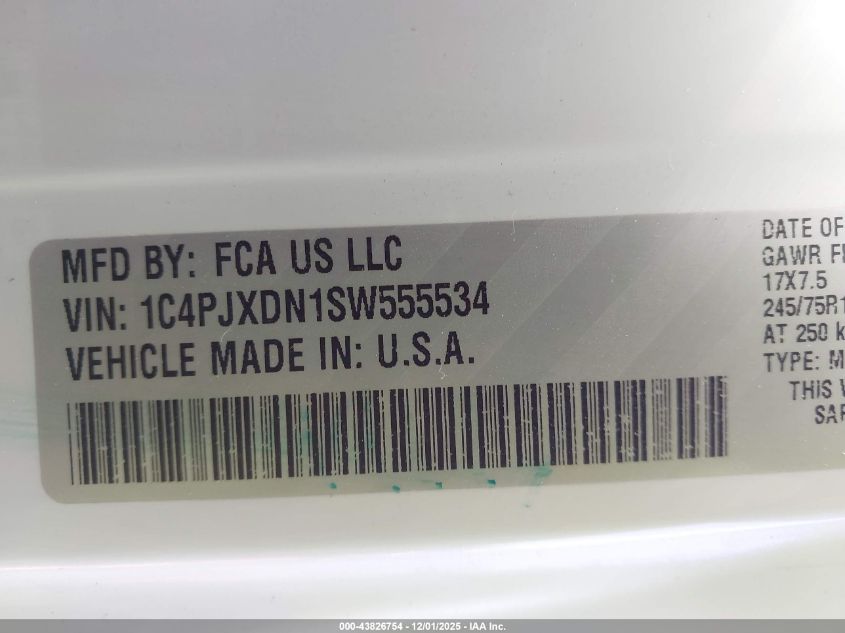 MFD BY: FCA US LLC
VIN: 1C4PJXDN1SW555534
VEHICLE MADE IN: U.S.A.
DATE OF
GAWR
17X7.5
245/75R1
AT 250
TYPE:
THIS
000-43826754 - 12/01/2025 - IAA Inc.